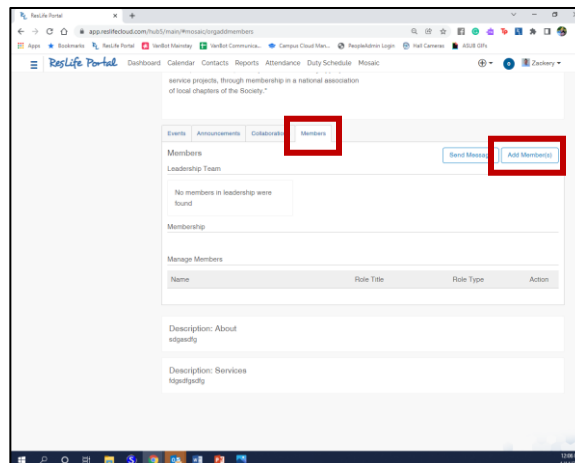 ResLife Portal
app.reslifecloud.com/hub5/main/#mosaic/orgaddmembers
Apps Bookmarks ResLife Portal VanBot Mainstay VanBot Communica... Campus Cloud Man... PeopleAdmin Login Hall Cameras ASUB GIFs
ResLife Portal Dashboard Calendar Contacts Reports Attendance Duty Schedule Mosaic 0 Zackery
service projects, through membership in a national association
of local chapters of the Society."
Events Announcements Collaboration Members
Members Send Message Add Member(s)
Leadership Team
No members in leadership were
found
Membership
Manage Members
Name Role Title Role Type Action
Description: About
sdgasdfg
Description: Services
fdgsdfgsdfg